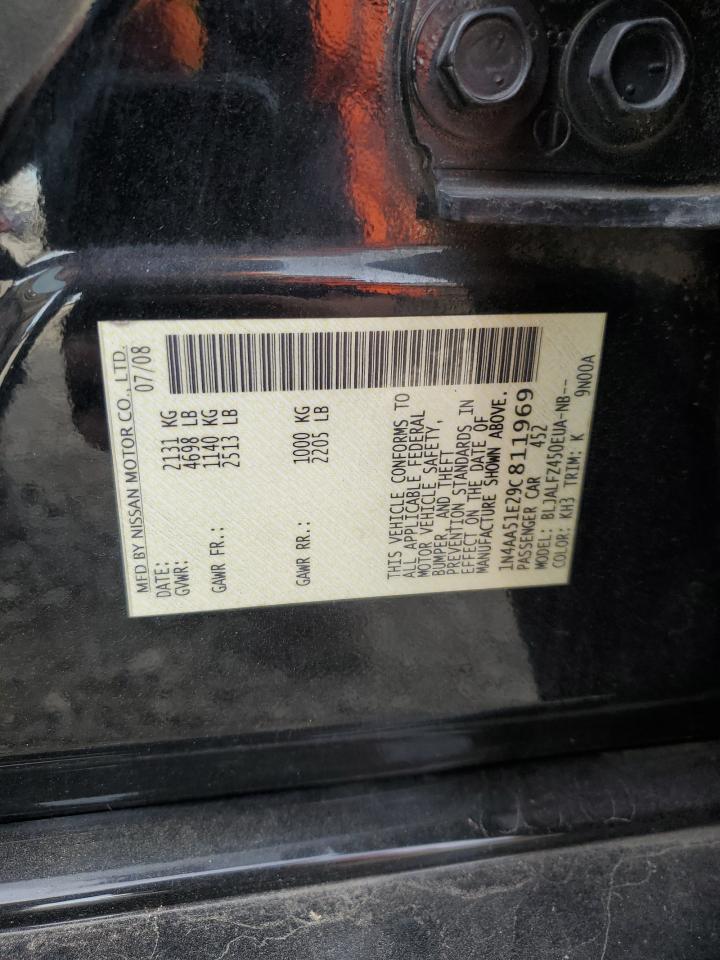 MFD BY NISSAN MOTOR CO., LTD.
DATE: 07/08
GVWR: 2131 KG
4698 LB
GAWR FR.: 1140 KG
2513 LB
GAWR RR.: 1000 KG
2205 LB
THIS VEHICLE CONFORMS TO
ALL APPLICABLE FEDERAL
MOTOR VEHICLE SAFETY,
BUMPER, AND THEFT
PREVENTION STANDARDS IN
EFFECT ON THE DATE OF
MANUFACTURE SHOWN ABOVE.
1N4AA51E29C811969
PASSENGER CAR 452
MODEL: BLJALFZ450EUA-NB--
COLOR: KH3 TRIM: K 9N00A